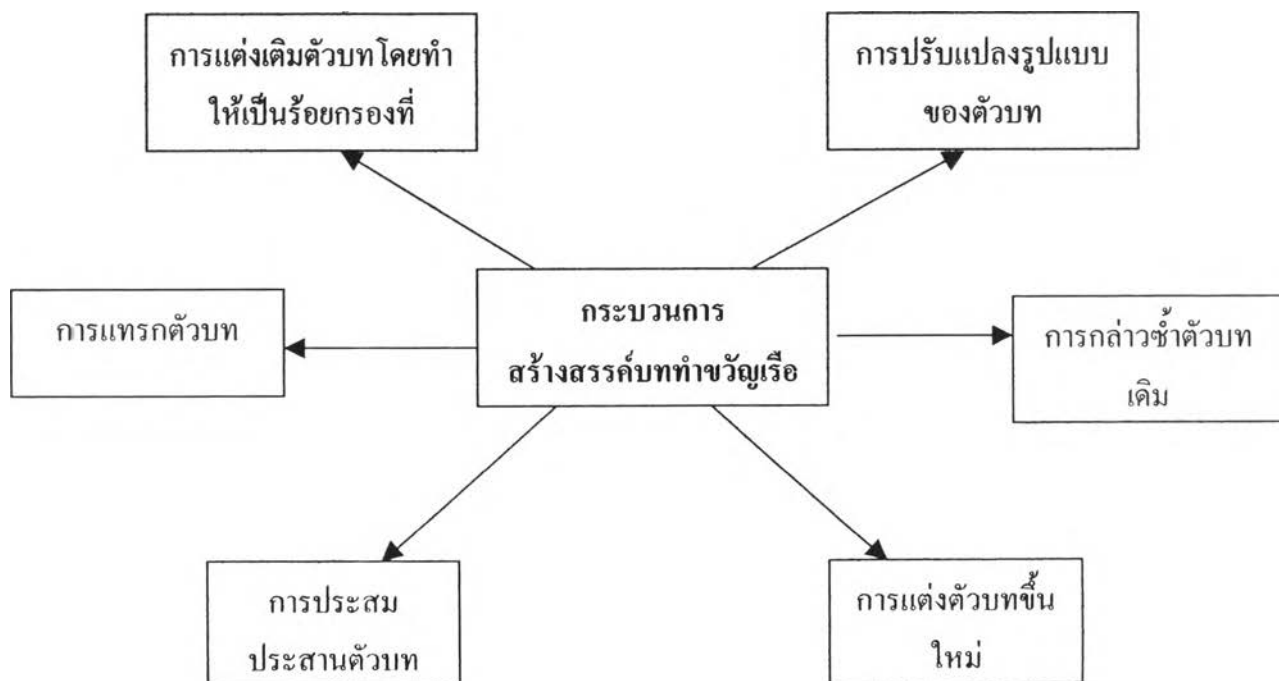 การแต่งเติมตัวบทโดยทำ
ให้เป็นร้อยกรองที่
การปรับแปลงรูปแบบ
ของตัวบท
การแทรกตัวบท
กระบวนการ
สร้างสรรค์บททำขวัญเรือ
การกล่าวซ้ำตัวบท
เดิม
การประสม
ประสานตัวบท
การแต่งตัวบทขึ้น
ใหม่